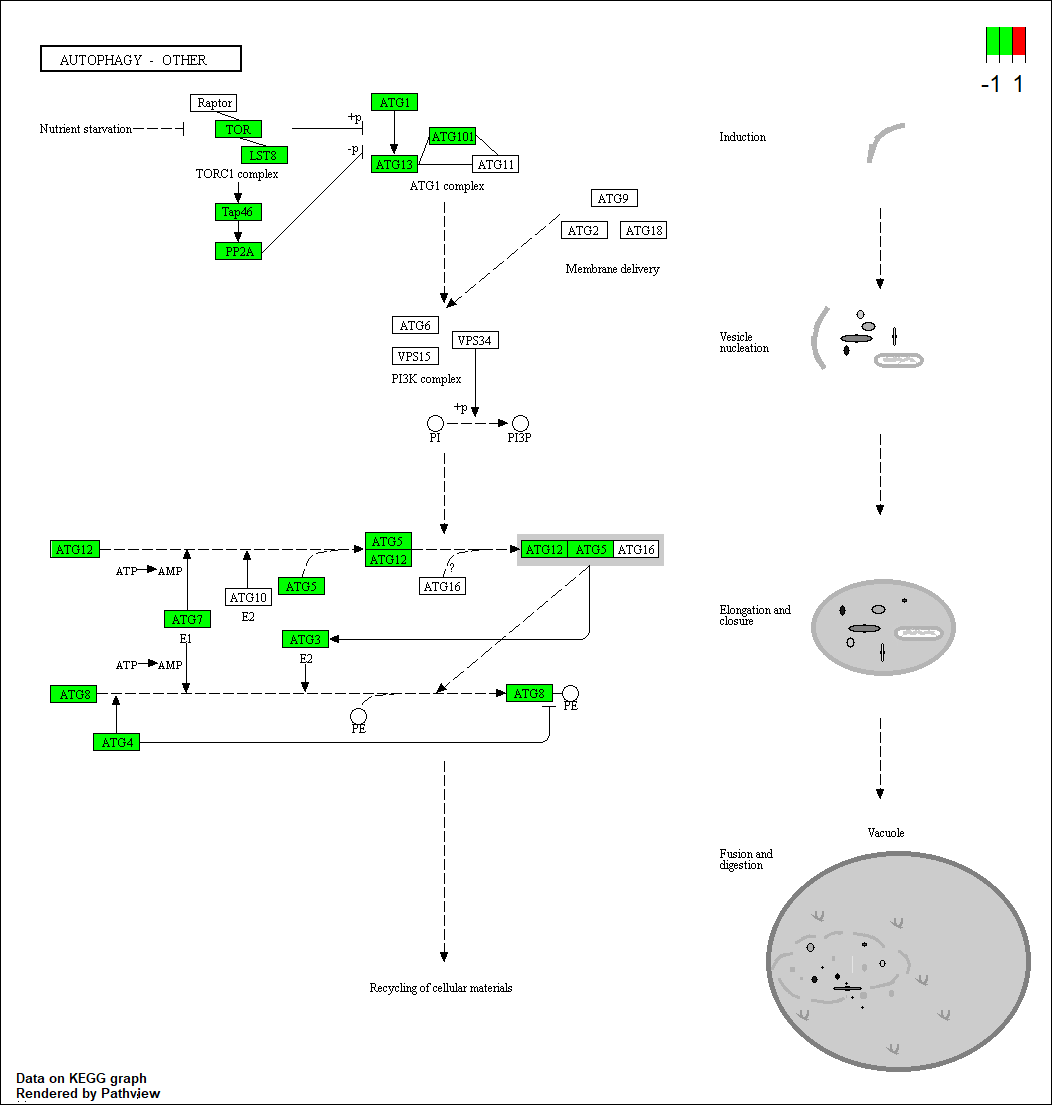 AUTOPHAGY - OTHER
-1 1
Raptor
ATG1
+p
Nutrient starvation
TOR
ATG101
Induction
-p
LST8
ATG13
ATG11
TORC1 complex
ATG1 complex
ATG9
Tap46
ATG2
ATG18
PP2A
Membrane delivery
ATG6
VPS34
Vesicle
nucleation
VPS15
PI3K complex
+p
PI
PI3P
ATG12
ATG5
ATG12
ATG12
ATG5
ATG16
?
ATP
AMP
ATG5
ATG16
ATG10
E2
ATG7
E1
Elongation and
closure
ATG3
E2
ATP
AMP
ATG8
ATG8
PE
PE
ATG4
Vacuole
Fusion and
digestion
Recycling of cellular materials
Data on KEGG graph
Rendered by Pathview